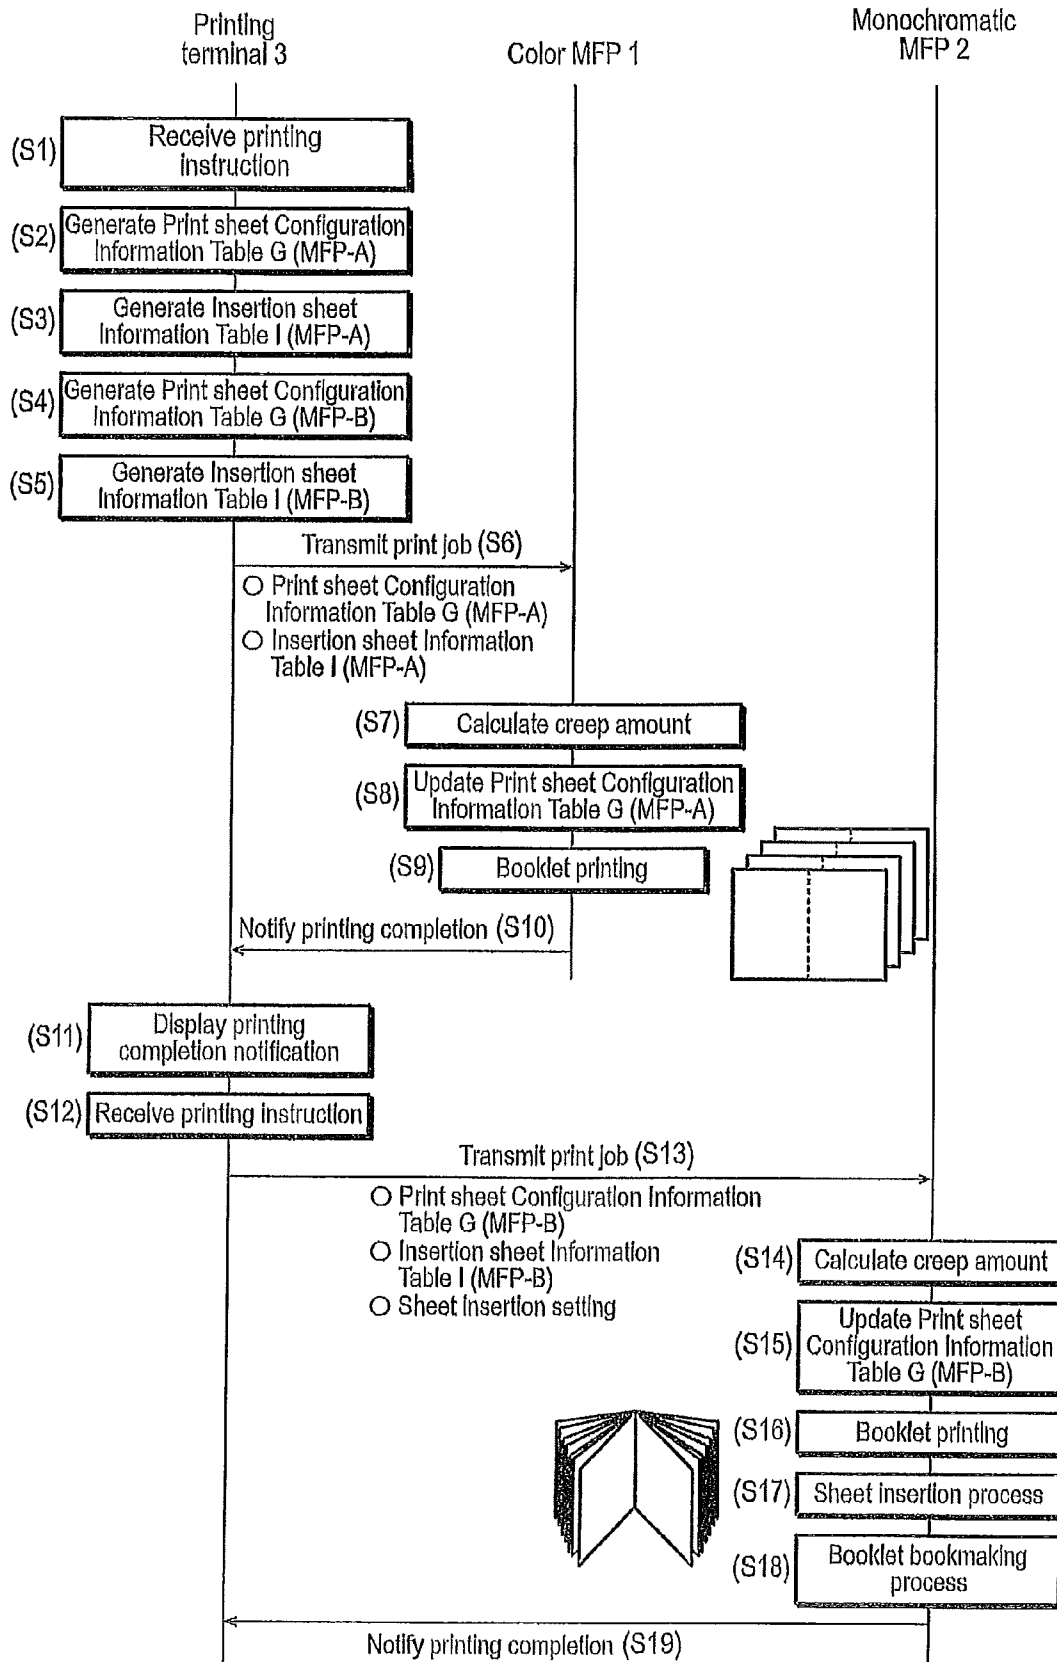 Printing
terminal 3
Color MFP 1
Monochromatic
MFP 2
(S1)
Receive printing
instruction
(S2)
Generate Print sheet Configuration
Information Table G (MFP-A)
(S3)
Generate Insertion sheet
Information Table I (MFP-A)
(S4)
Generate Print sheet Configuration
Information Table G (MFP-B)
(S5)
Generate Insertion sheet
Information Table I (MFP-B)
Transmit print job (S6)
○ Print sheet Configuration
Information Table G (MFP-A)
○ Insertion sheet Information
Table I (MFP-A)
(S7)
Calculate creep amount
(S8)
Update Print sheet Configuration
Information Table G (MFP-A)
(S9)
Booklet printing
Notify printing completion (S10)
(S11)
Display printing
completion notification
(S12)
Receive printing instruction
Transmit print job (S13)
○ Print sheet Configuration Information
Table G (MFP-B)
○ Insertion sheet Information
Table I (MFP-B)
○ Sheet insertion setting
(S14)
Calculate creep amount
(S15)
Update Print sheet
Configuration Information
Table G (MFP-B)
(S16)
Booklet printing
(S17)
Sheet insertion process
(S18)
Booklet bookmaking
process
Notify printing completion (S19)